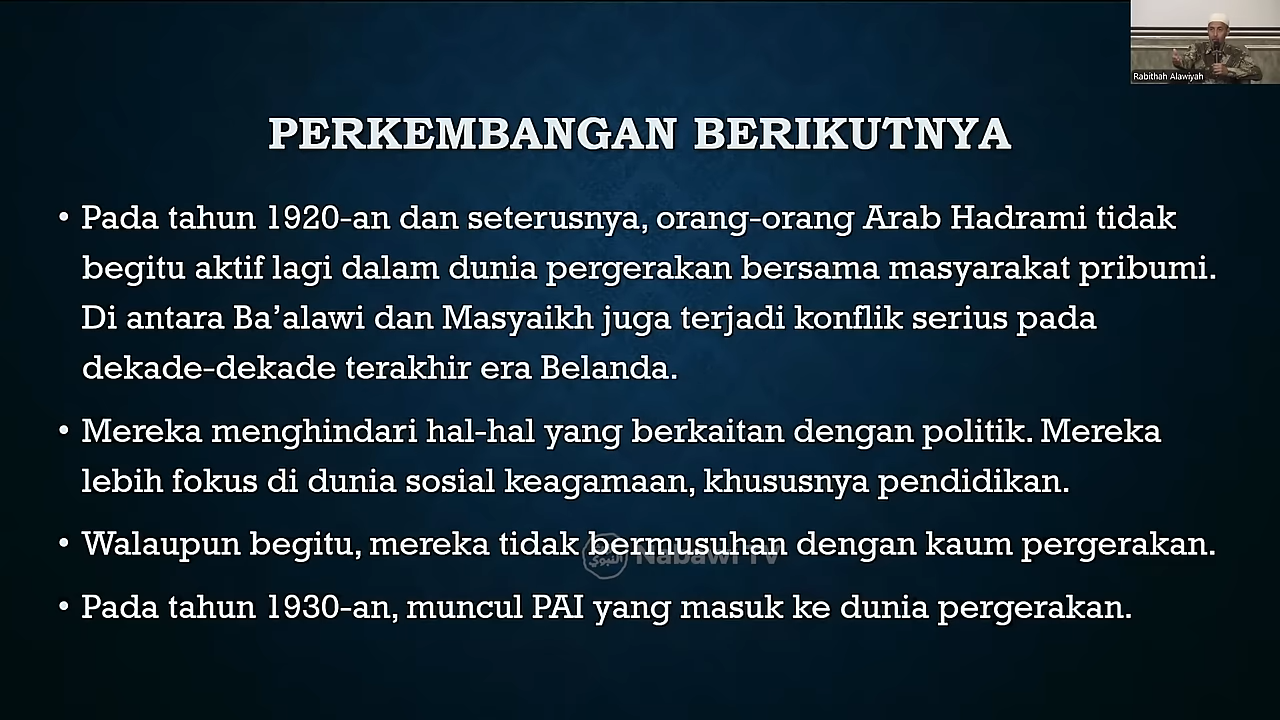 Rabithah Alawiyah
PERKEMBANGAN BERIKUTNYA
• Pada tahun 1920-an dan seterusnya, orang-orang Arab Hadrami tidak
begitu aktif lagi dalam dunia pergerakan bersama masyarakat pribumi.
Di antara Ba’alawi dan Masyaikh juga terjadi konflik serius pada
dekade-dekade terakhir era Belanda.
• Mereka menghindari hal-hal yang berkaitan dengan politik. Mereka
lebih fokus di dunia sosial keagamaan, khususnya pendidikan.
• Walaupun begitu, mereka tidak bermusuhan dengan kaum pergerakan.
النبوي Nabawi TV
• Pada tahun 1930-an, muncul PAI yang masuk ke dunia pergerakan.